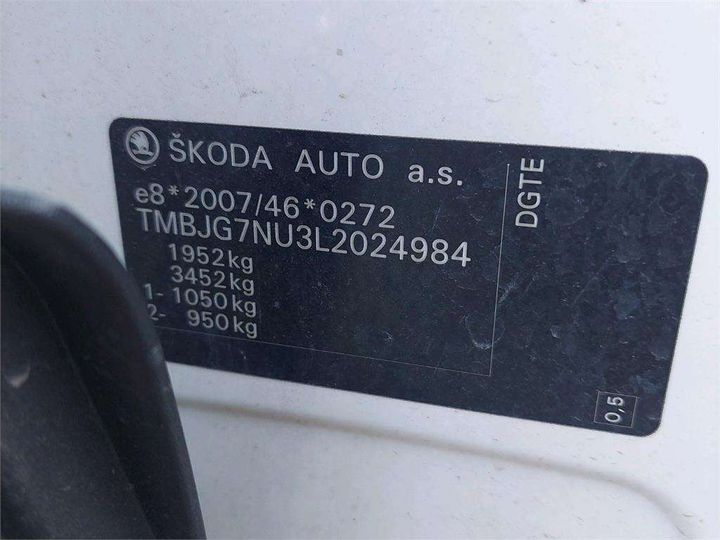 ŠKODA AUTO a.s.
e8*2007/46*0272
TMBJG7NU3L2024984
1952kg
3452kg
1- 1050kg
2- 950kg
DGTE
0,5